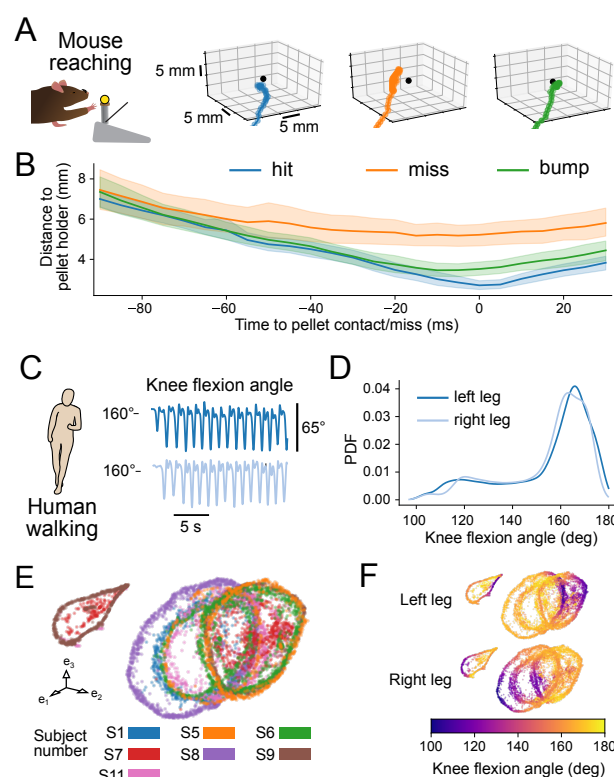 A
Mouse
reaching
5 mm
5 mm
5 mm
B
hit
miss
bump
Distance to
pellet holder (mm)
6
4
−80
−60
−40
−20
0
20
Time to pellet contact/miss (ms)
C
Knee flexion angle
160°
65°
160°
Human
walking
5 s
D
left leg
right leg
PDF
0.04
0.03
0.02
0.01
0.00
100
120
140
160
180
Knee flexion angle (deg)
E
e3
e1
e2
Subject
number
S1
S5
S6
S7
S8
S9
S11
F
Left leg
Right leg
100
120
140
160
180
Knee flexion angle (deg)